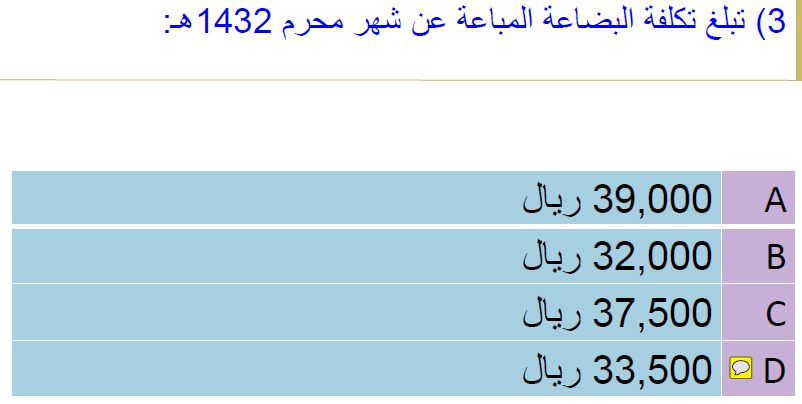 3) تبلغ تكلفة البضاعة المباعة عن شهر محرم 1432هـ:
A 39,000 ريال
B 32,000 ريال
C 37,500 ريال
D 33,500 ريال